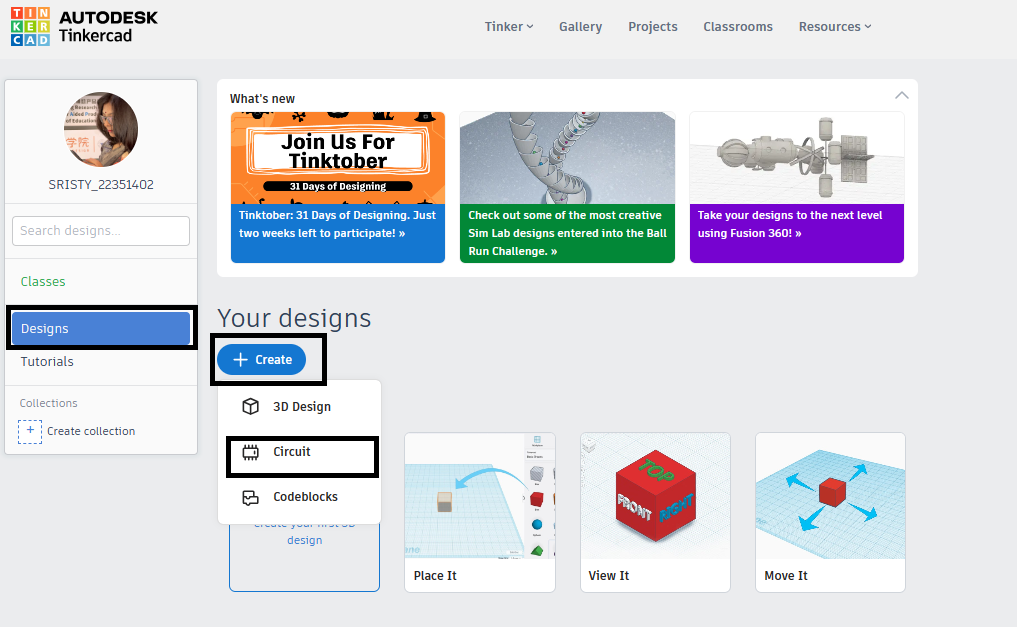 TIN
KER
CAD
AUTODESK
Tinkercad
Tinker
Gallery
Projects
Classrooms
Resources
学院
SRISTY_22351402
Search designs...
Classes
Designs
Tutorials
Collections
+ Create collection
What's new
Join Us For
Tinktober
31 Days of Designing
Tinktober: 31 Days of Designing. Just
two weeks left to participate! »
Check out some of the most creative
Sim Lab designs entered into the Ball
Run Challenge. »
Take your designs to the next level
using Fusion 360! »
Your designs
+ Create
3D Design
Circuit
Codeblocks
Create your first 3D
design
Place It
TOP
FRONT
RIGHT
View It
Move It